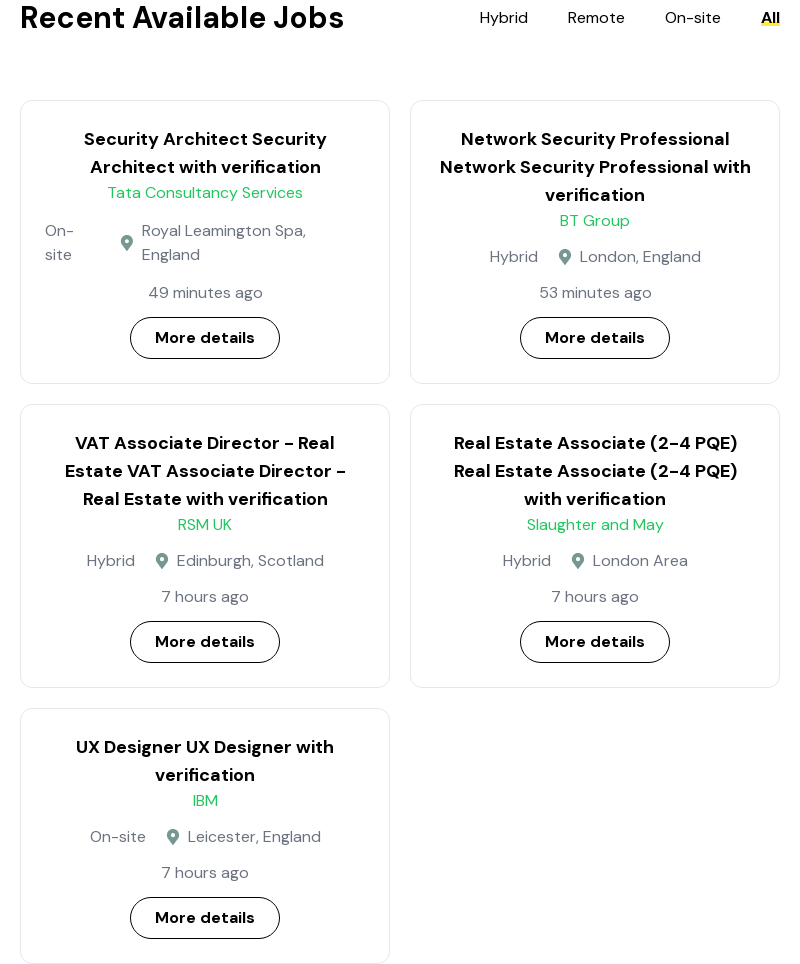 Recent Available Jobs
Hybrid Remote On-site All
Security Architect Security
Architect with verification
Tata Consultancy Services
On-
site
Royal Leamington Spa,
England
49 minutes ago
More details
Network Security Professional
Network Security Professional with
verification
BT Group
Hybrid London, England
53 minutes ago
More details
VAT Associate Director - Real
Estate VAT Associate Director -
Real Estate with verification
RSM UK
Hybrid Edinburgh, Scotland
7 hours ago
More details
Real Estate Associate (2-4 PQE)
Real Estate Associate (2-4 PQE)
with verification
Slaughter and May
Hybrid London Area
7 hours ago
More details
UX Designer UX Designer with
verification
IBM
On-site Leicester, England
7 hours ago
More details